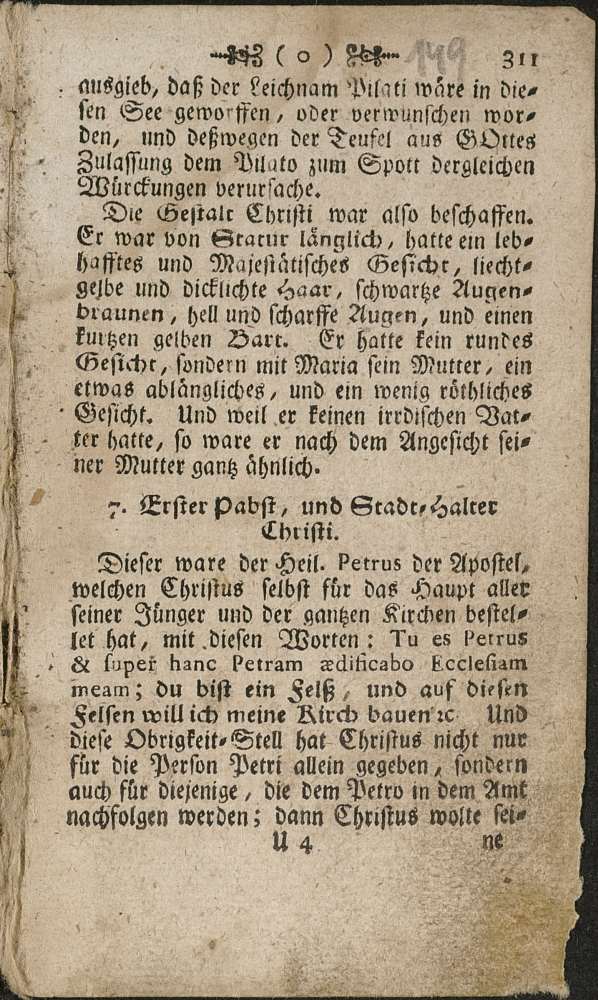 ( o ) 149 311
ausgieb, daß der Leichnam Pilati wäre in die-
sen See geworffen, oder verwunschen wor-
den, und deßwegen der Teufel aus GOttes
Zulassung dem Pilato zum Spott dergleichen
Würckungen verursache.
Die Gestalt Christi war also beschaffen.
Er war von Statur länglich, hatte ein leb-
hafftes und Majestätisches Gesicht, liecht-
gelbe und dicklichte Haar, schwartze Augen-
braunen, hell und scharffe Augen, und einen
kurtzen gelben Bart. Er hatte kein rundes
Gesicht, sondern mit Maria sein Mutter, ein
etwas ablängliches, und ein wenig röthliches
Gesicht. Und weil er keinen irrdischen Vat-
ter hatte, so ware er nach dem Angesicht sei-
ner Mutter gantz ähnlich.
7. Erster Pabst, und Stadt-Halter
Christi.
Dieser ware der Heil. Petrus der Apostel,
welchen Christus selbst für das Haupt aller
seiner Jünger und der gantzen Kirchen bestel-
let hat, mit diesen Worten: Tu es Petrus
& super hanc Petram ædificabo Ecclesiam
meam; du bist ein Felß, und auf diesen
Felsen will ich meine Kirch bauen ꝛc. Und
diese Obrigkeit-Stell hat Christus nicht nur
für die Person Petri allein gegeben, sondern
auch für diejenige, die dem Petro in dem Amt
nachfolgen werden; dann Christus wolte sei-
U 4 ne